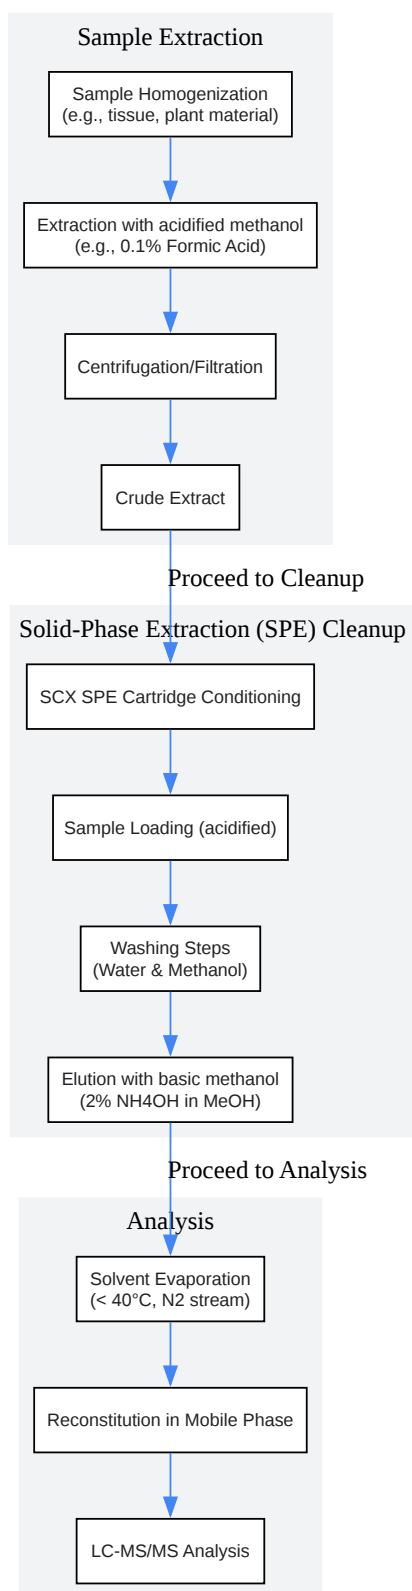 Sample Extraction
Sample Homogenization
(e.g., tissue, plant material)
Extraction with acidified methanol
(e.g., 0.1% Formic Acid)
Centrifugation/Filtration
Crude Extract
Proceed to Cleanup
Solid-Phase Extraction (SPE) Cleanup
SCX SPE Cartridge Conditioning
Sample Loading (acidified)
Washing Steps
(Water & Methanol)
Elution with basic methanol
(2% NH4OH in MeOH)
Proceed to Analysis
Analysis
Solvent Evaporation
(< 40°C, N2 stream)
Reconstitution in Mobile Phase
LC-MS/MS Analysis